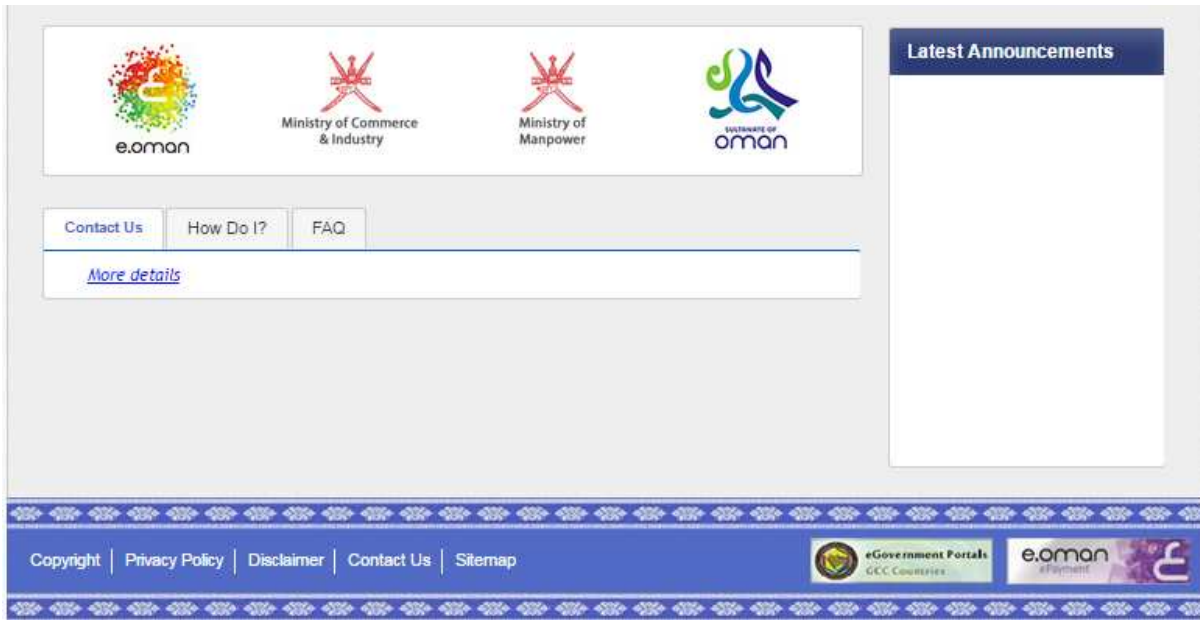 e.oman
Ministry of Commerce
& Industry
Ministry of
Manpower
SULTANATE OF
oman
Latest Announcements
Contact Us
How Do I?
FAQ
More details
Copyright
Privacy Policy
Disclaimer
Contact Us
Sitemap
eGovernment Portals
GCC Countries
e.oman
ePayment